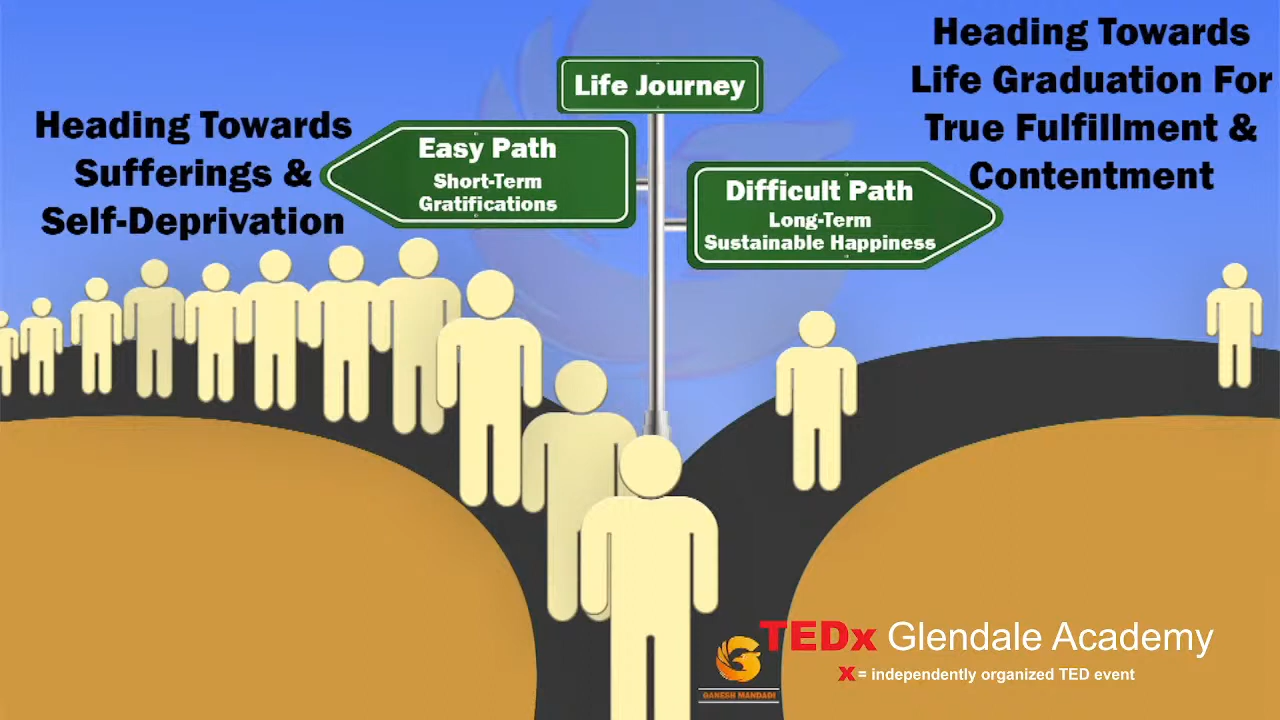 Heading Towards
Life Graduation For
True Fulfillment &
Contentment
Life Journey
Heading Towards
Sufferings &
Self-Deprivation
Easy Path
Short-Term
Gratifications
Difficult Path
Long-Term
Sustainable Happiness
TEDx Glendale Academy
x = independently organized TED event
GANESH MANDADI